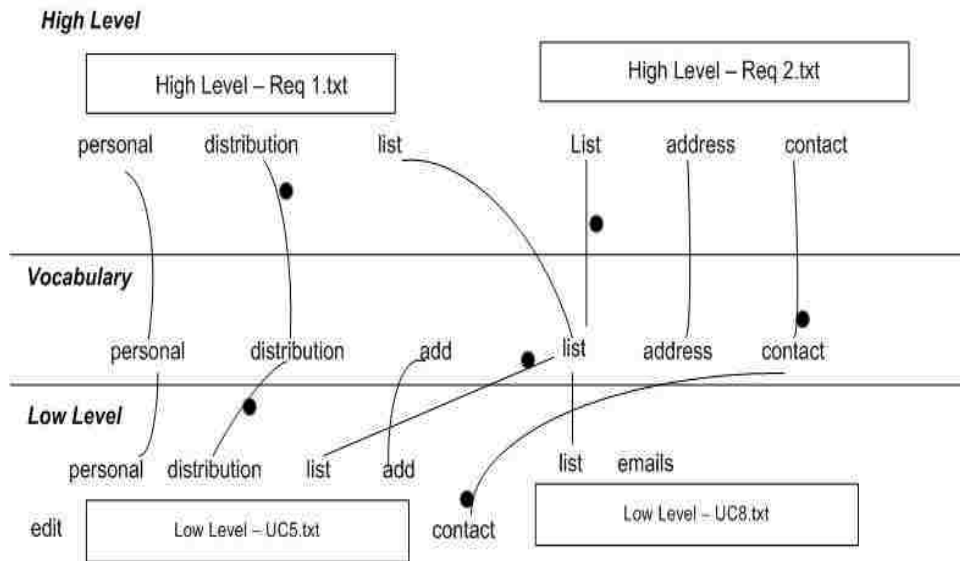 High Level
High Level – Req 1.txt
High Level – Req 2.txt
personal distribution list List address contact
Vocabulary
personal distribution add list address contact
Low Level
personal distribution list add list emails
edit Low Level – UC5.txt contact Low Level – UC8.txt